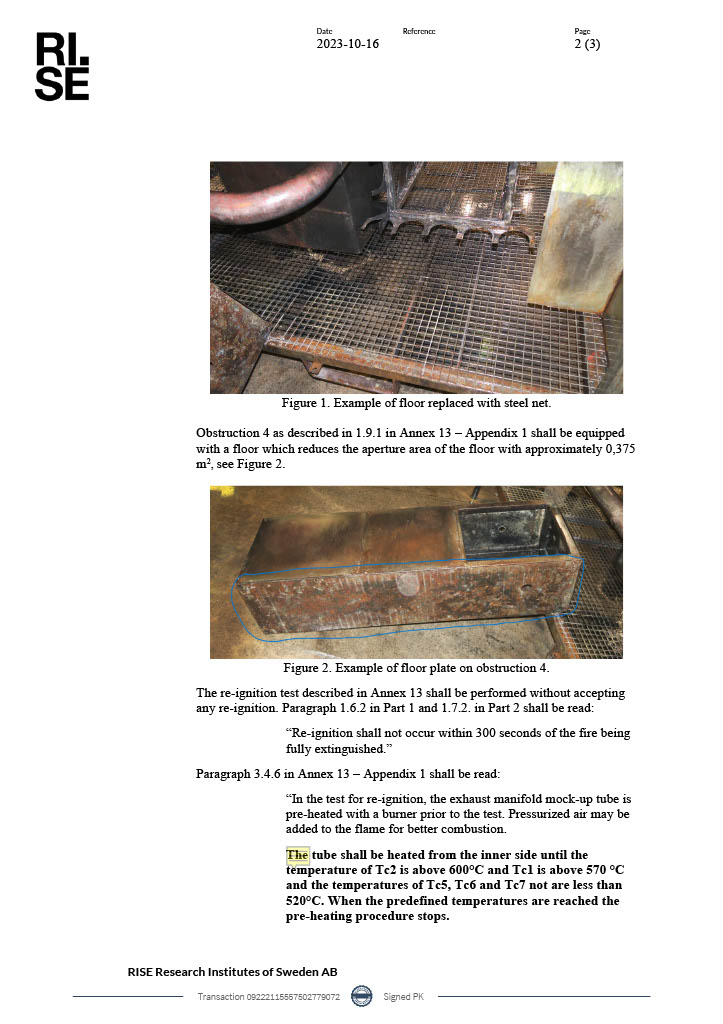 RI.
SE
Date
2023-10-16
Reference
Page
2 (3)
Figure 1. Example of floor replaced with steel net.
Obstruction 4 as described in 1.9.1 in Annex 13 – Appendix 1 shall be equipped
with a floor which reduces the aperture area of the floor with approximately 0,375
m², see Figure 2.
Figure 2. Example of floor plate on obstruction 4.
The re-ignition test described in Annex 13 shall be performed without accepting
any re-ignition. Paragraph 1.6.2 in Part 1 and 1.7.2. in Part 2 shall be read:
“Re-ignition shall not occur within 300 seconds of the fire being
fully extinguished.”
Paragraph 3.4.6 in Annex 13 – Appendix 1 shall be read:
“In the test for re-ignition, the exhaust manifold mock-up tube is
pre-heated with a burner prior to the test. Pressurized air may be
added to the flame for better combustion.
The tube shall be heated from the inner side until the
temperature of Tc2 is above 600°C and Tc1 is above 570 °C
and the temperatures of Tc5, Tc6 and Tc7 not are less than
520°C. When the predefined temperatures are reached the
pre-heating procedure stops.
RISE Research Institutes of Sweden AB
Transaction 09222115557502779072
Signed PK